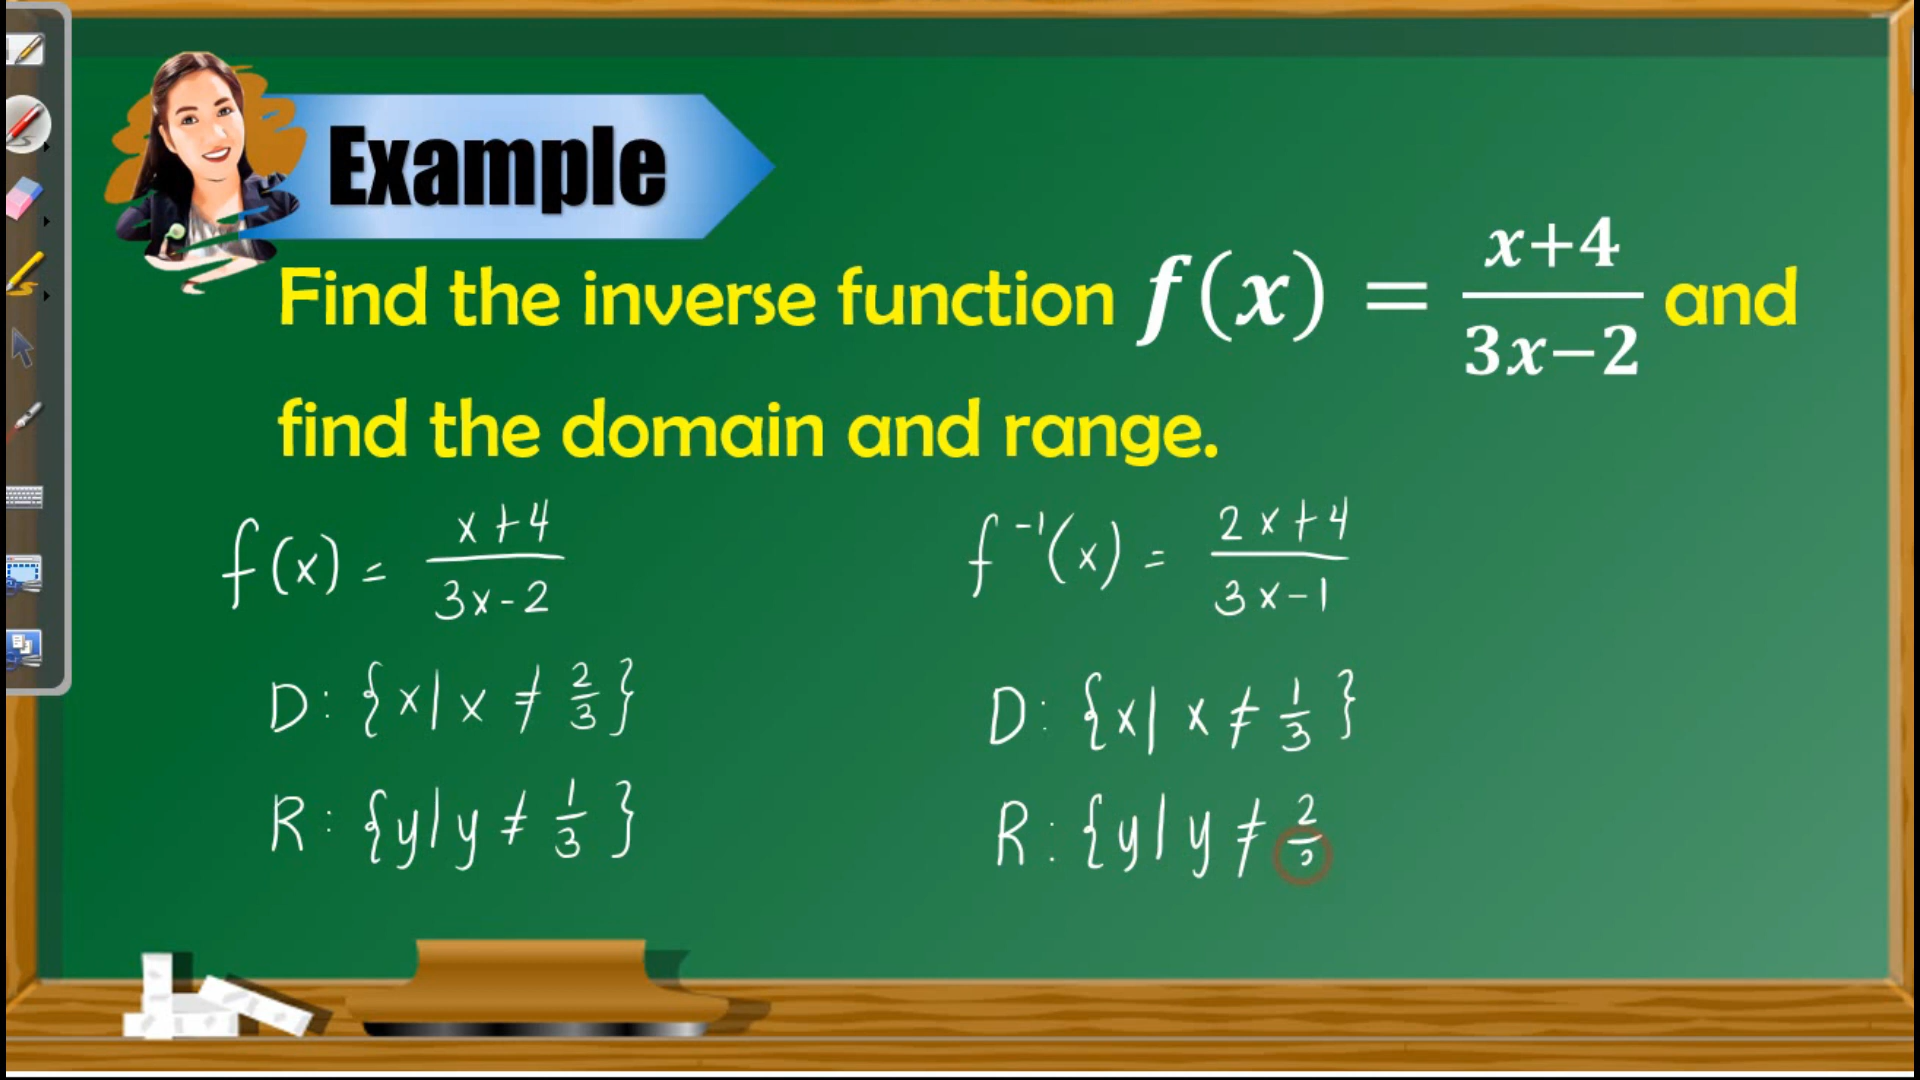 Example
Find the inverse function f(x) = x+4/3x−2 and
find the domain and range.
f(x) = x+4/3x-2
D: {x| x ≠ 2/3}
R: {y|y ≠ 1/3}
f⁻¹(x) = 2x+4/3x-1
D: {x| x ≠ 1/3}
R: {y| y ≠ 2/